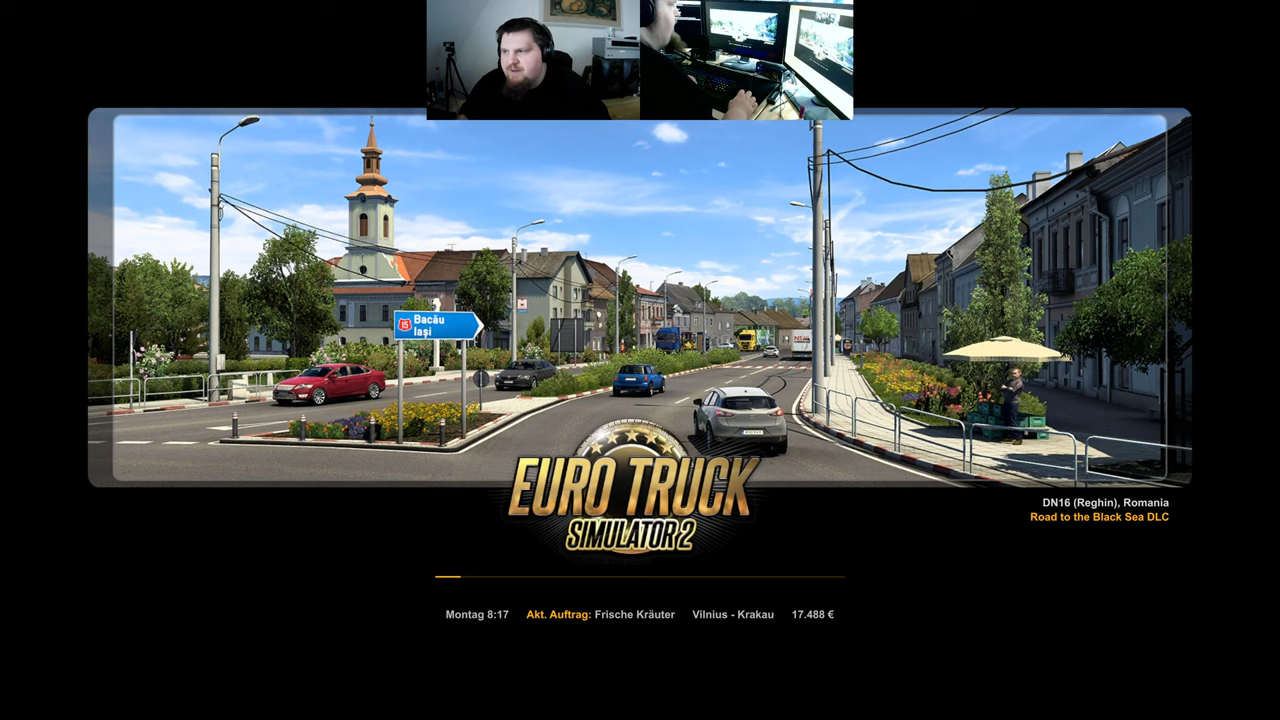 15 Bacău
Iași
EURO TRUCK
SIMULATOR 2
DN16 (Reghin), Romania
Road to the Black Sea DLC
Montag 8:17 Akt. Auftrag: Frische Kräuter Vilnius - Krakau 17.488 €